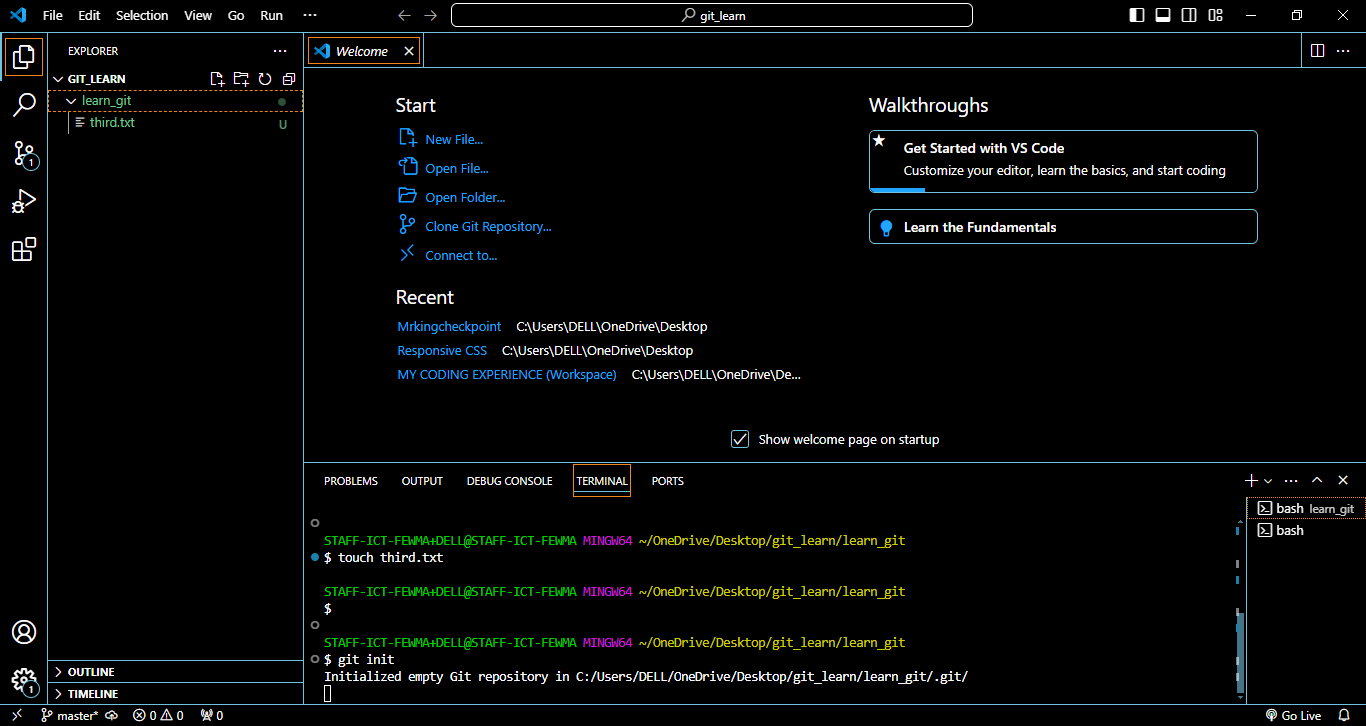 File Edit Selection View Go Run ···
git_learn
EXPLORER ···
GIT_LEARN
learn_git
third.txt U
OUTLINE
TIMELINE
1
1
Welcome
Start
New File...
Open File...
Open Folder...
Clone Git Repository...
Connect to...
Recent
Mrkingcheckpoint C:\Users\DELL\OneDrive\Desktop
Responsive CSS C:\Users\DELL\OneDrive\Desktop
MY CODING EXPERIENCE (Workspace) C:\Users\DELL\OneDrive\De...
Walkthroughs
Get Started with VS Code
Customize your editor, learn the basics, and start coding
Learn the Fundamentals
Show welcome page on startup
PROBLEMS OUTPUT DEBUG CONSOLE TERMINAL PORTS
STAFF-ICT-FEWMA+DELL@STAFF-ICT-FEWMA MINGW64 ~/OneDrive/Desktop/git_learn/learn_git
$ touch third.txt
STAFF-ICT-FEWMA+DELL@STAFF-ICT-FEWMA MINGW64 ~/OneDrive/Desktop/git_learn/learn_git
$
STAFF-ICT-FEWMA+DELL@STAFF-ICT-FEWMA MINGW64 ~/OneDrive/Desktop/git_learn/learn_git
$ git init
Initialized empty Git repository in C:/Users/DELL/OneDrive/Desktop/git_learn/learn_git/.git/
bash learn_git
bash
master* 0 0 0 Go Live